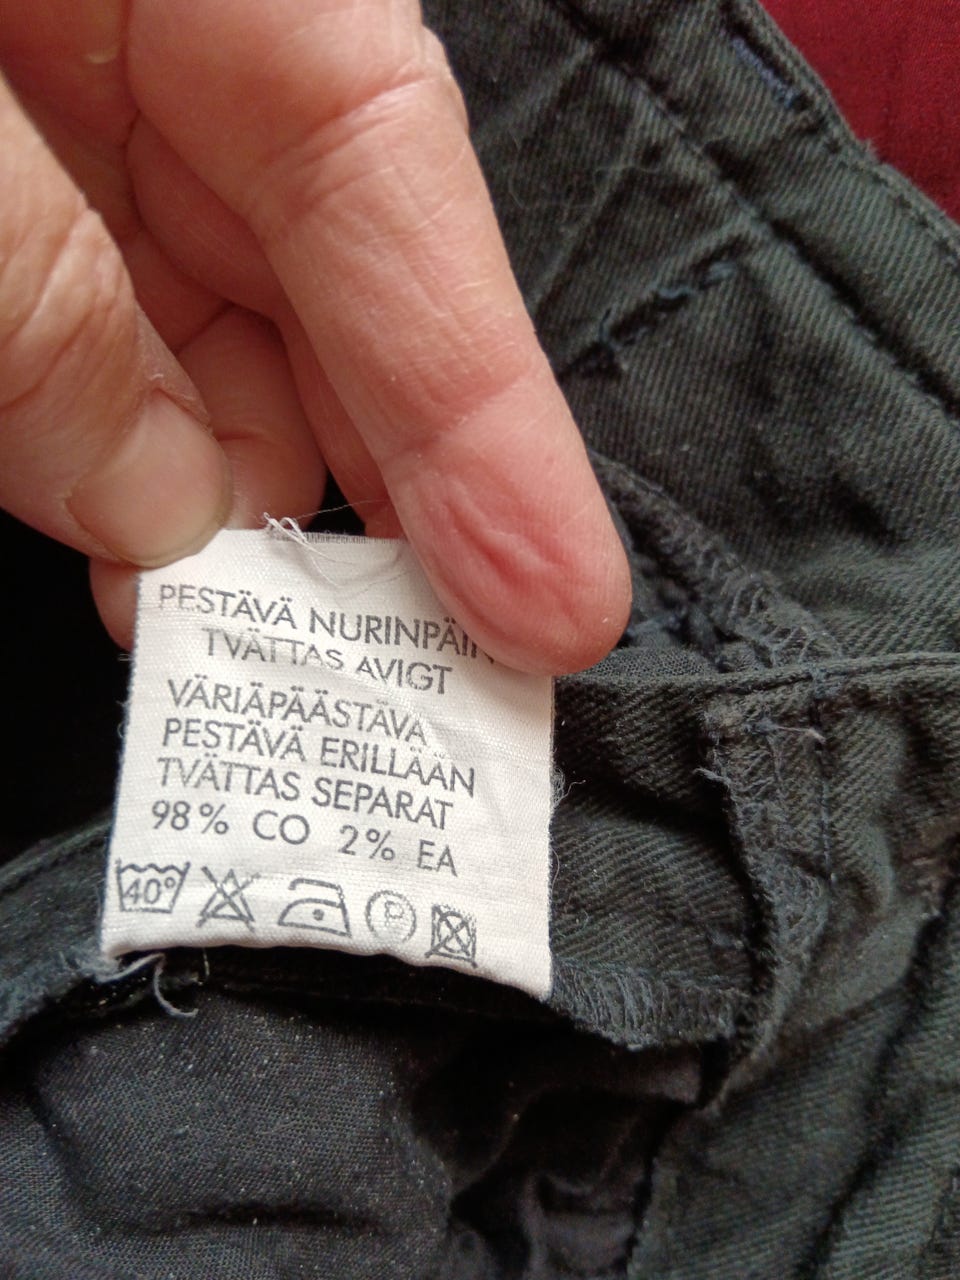 PESTÄVÄ NURINPÄIN
TVÄTTAS AVIGT
VÄRIÄPÄÄSTÄVÄ
PESTÄVÄ ERILLÄÄN
TVÄTTAS SEPARAT
98% CO 2% EA
40° P